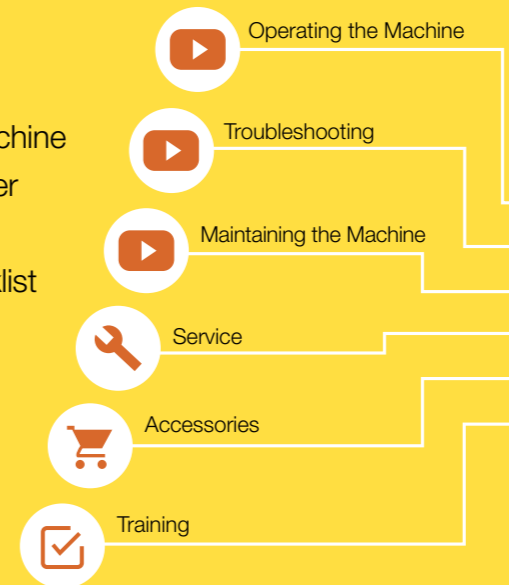 chine
er
list
Operating the Machine
Troubleshooting
Maintaining the Machine
Service
Accessories
Training